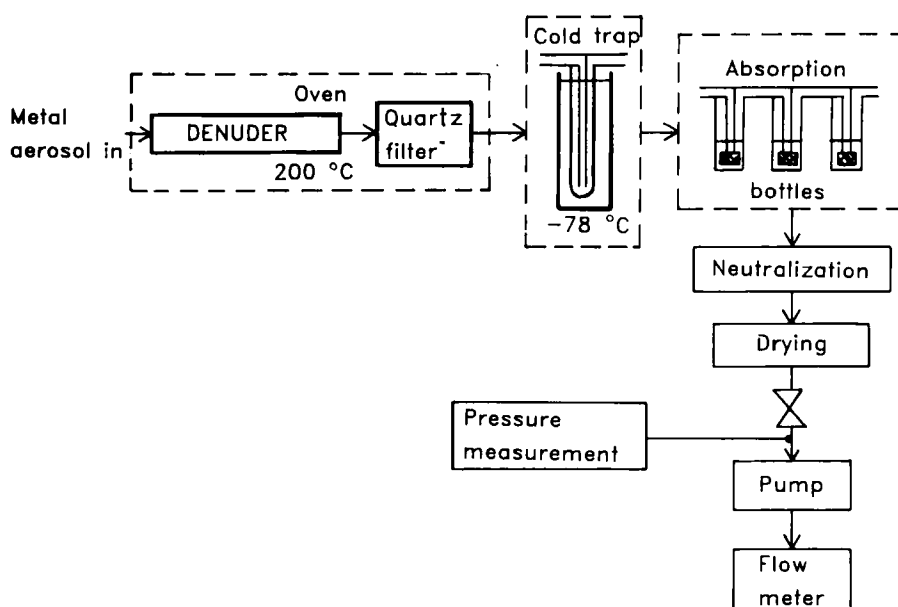 Cold trap
Absorption
Oven
Metal
aerosol in
DENUDER
Quartz
filter
200 °C
-78 °C
bottles
Neutralization
Drying
Pressure
measurement
Pump
Flow
meter